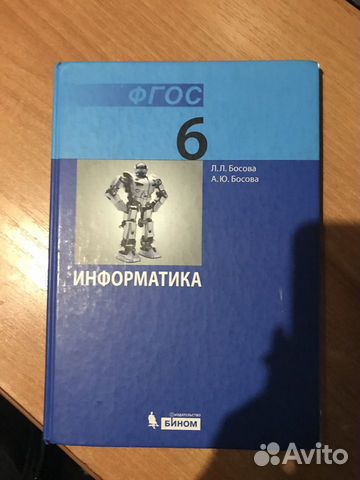 ФГОС
6
Л.Л. Босова
А.Ю. Босова
ИНФОРМАТИКА
издательство
БИНОМ
Avito